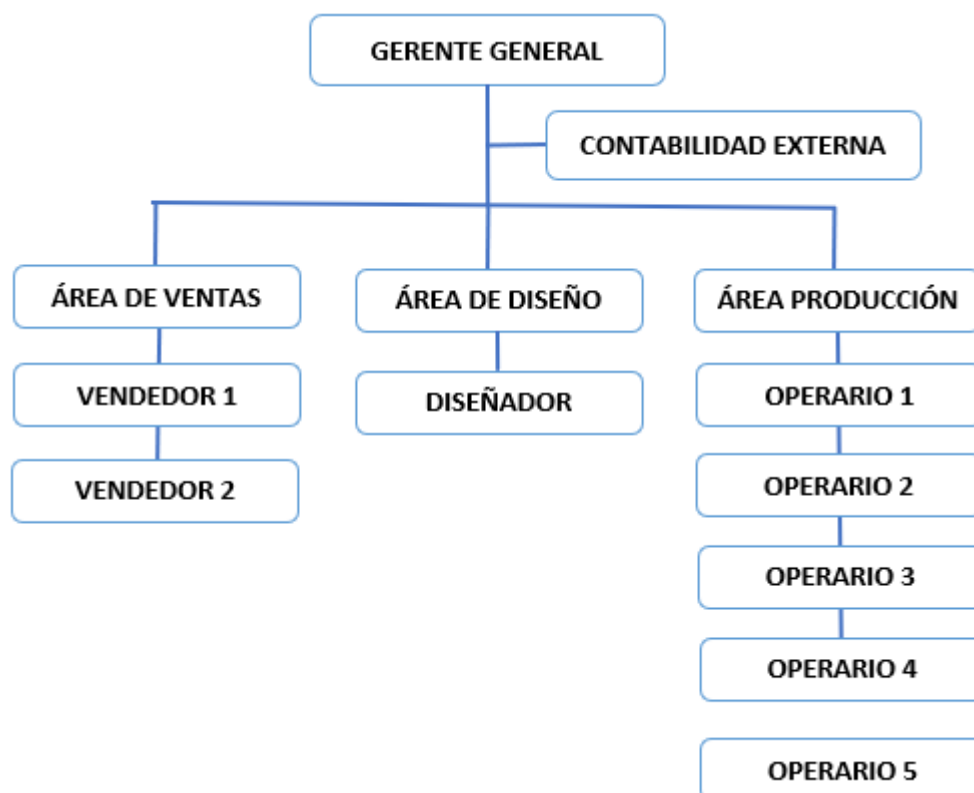 GERENTE GENERAL
CONTABILIDAD EXTERNA
ÁREA DE VENTAS
ÁREA DE DISEÑO
ÁREA PRODUCCIÓN
VENDEDOR 1
DISEÑADOR
OPERARIO 1
VENDEDOR 2
OPERARIO 2
OPERARIO 3
OPERARIO 4
OPERARIO 5